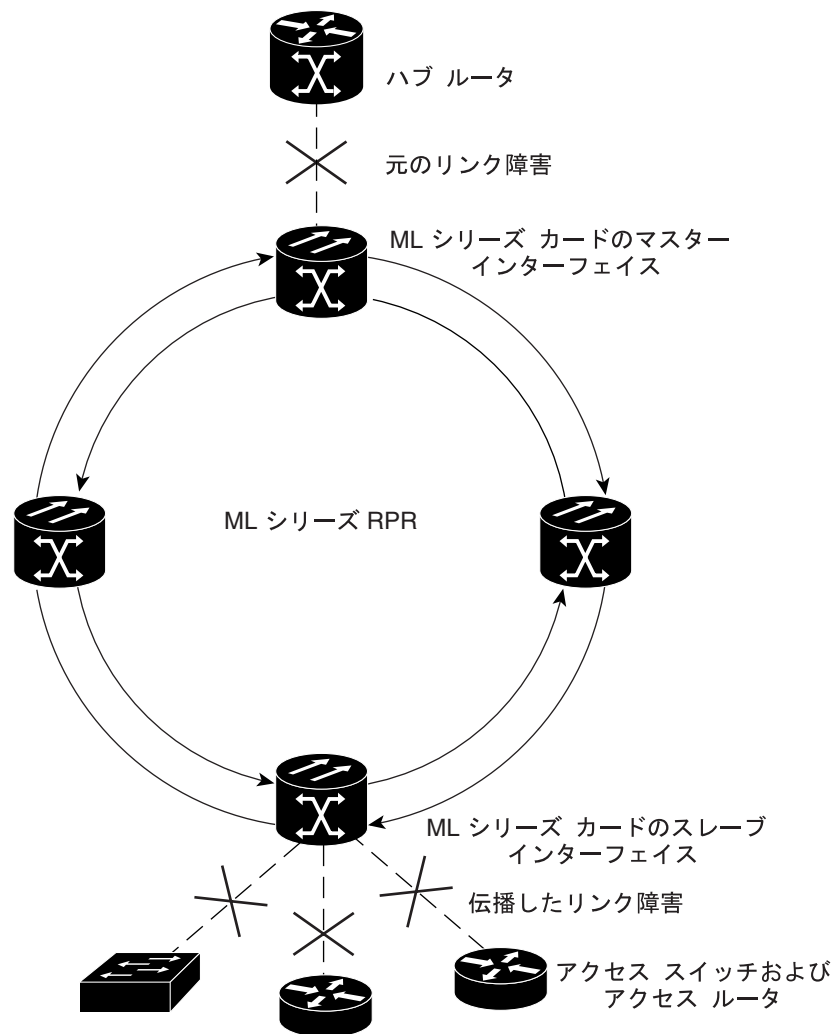 ハブ ルータ
元のリンク障害
ML シリーズ カードのマスター
インターフェイス
ML シリーズ RPR
ML シリーズ カードのスレーブ
インターフェイス
伝播したリンク障害
アクセス スイッチおよび
アクセス ルータ